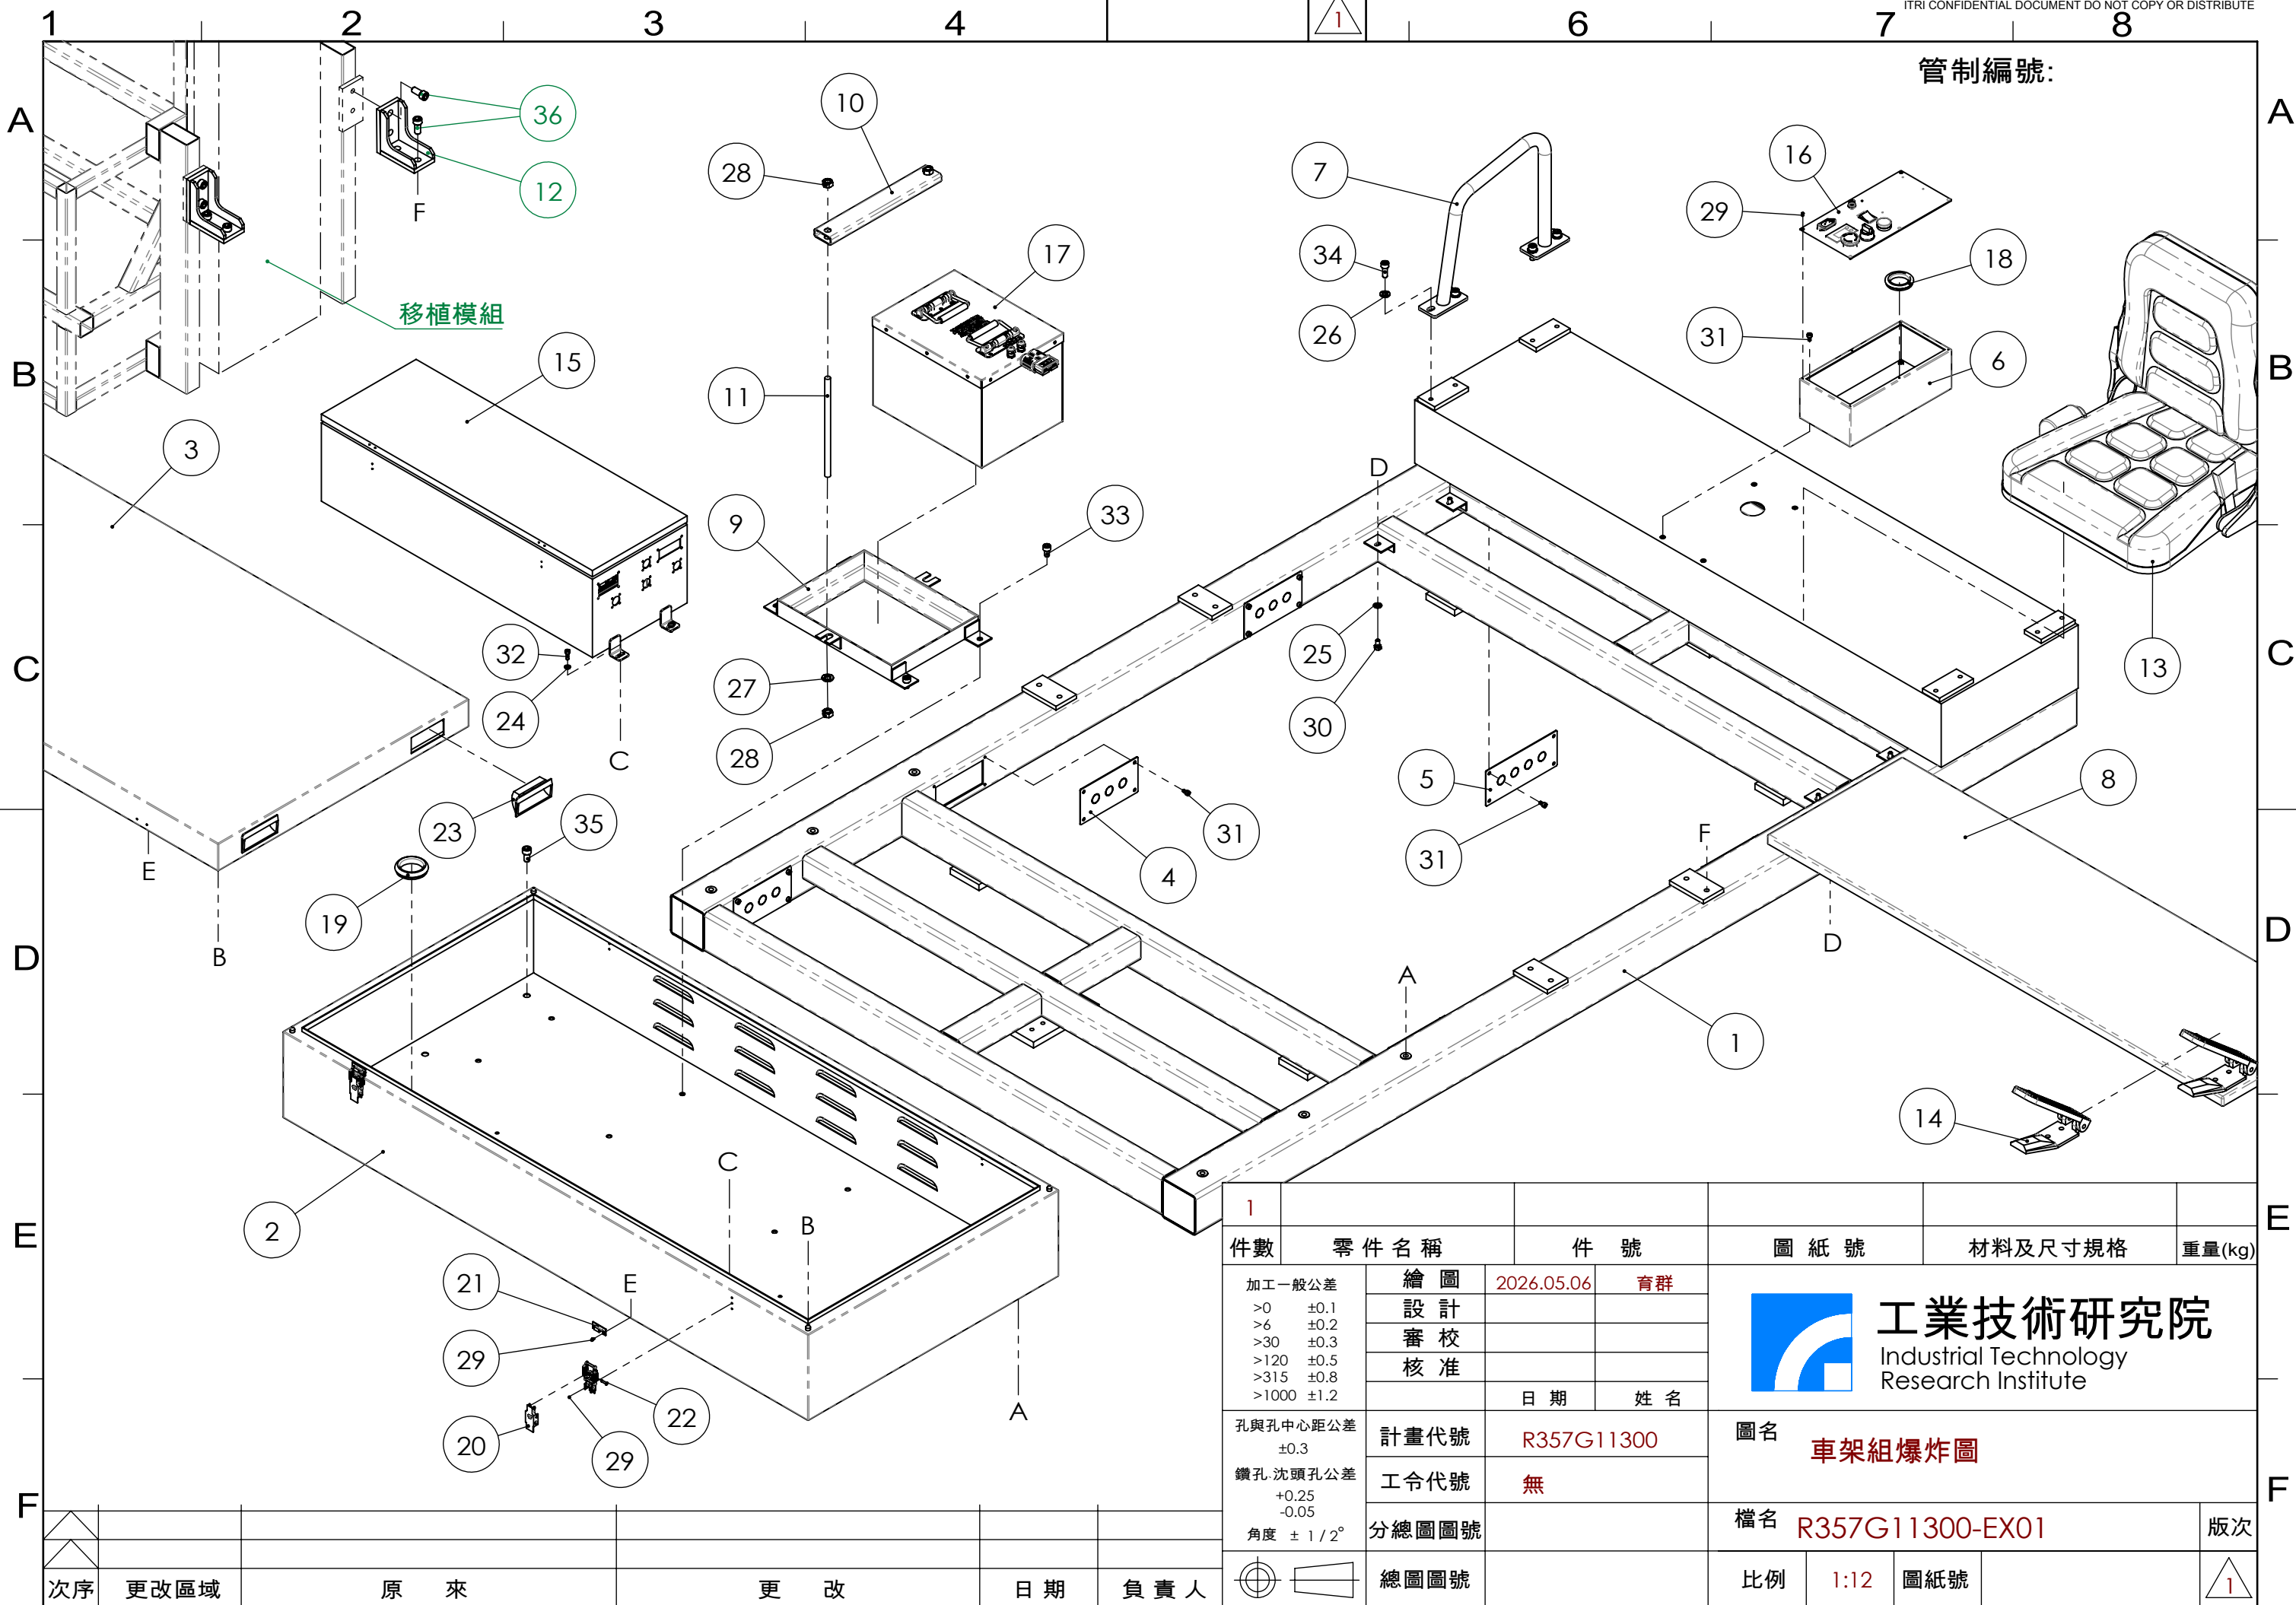 ITRI CONFIDENTIAL DOCUMENT DO NOT COPY OR DISTRIBUTE
1 2 3 4 1 6 7 8
管制編號:
A A
36
10
28
7
16
12
F
29
34
17
18
移植模組
26
31
15
6
B B
11
3
D
9
33
32
25
13
C C
27
24
30
28
C
5
8
23
35
31
F
4
31
E
19
B
D
D D
A
1
14
C
2
B
E E
21
E
29
22
20
29
A
F F
1
件數 零件名稱 件號 圖紙號 材料及尺寸規格 重量(kg)
加工一般公差
>0 ±0.1
>6 ±0.2
>30 ±0.3
>120 ±0.5
>315 ±0.8
>1000 ±1.2
孔與孔中心距公差
±0.3
鑽孔.沈頭孔公差
+0.25
-0.05
角度 ± 1/2°
繪圖 2026.05.06 育群
設計
審校
核准
日期 姓名
計畫代號 R357G11300
工令代號 無
分總圖圖號
總圖圖號
工業技術研究院
Industrial Technology
Research Institute
圖名 車架組爆炸圖
檔名 R357G11300-EX01 版次
比例 1:12 圖紙號 1
次序 更改區域 原來 更改 日期 負責人